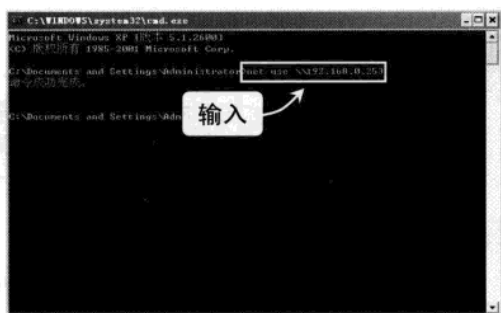 C:\WINDOWS\system32\cmd.exe
Microsoft Windows XP [版本 5.1.2600]
(C) 版权所有 1985-2001 Microsoft Corp.
C:\Documents and Settings\Administrator>net use \\192.168.0.253
命令成功完成。
C:\Documents and Settings\Adm
输入